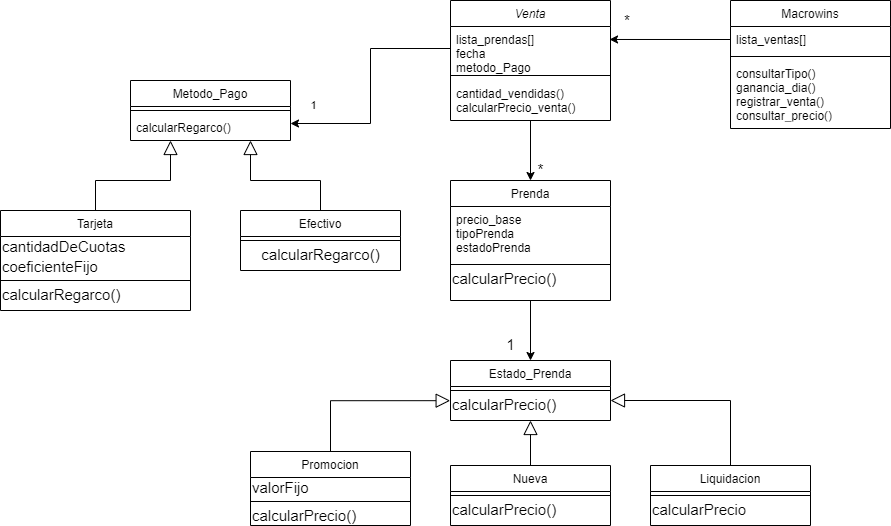 Venta
lista_prendas[]
fecha
metodo_Pago
cantidad_vendidas()
calcularPrecio_venta()
*
Macrowins
lista_ventas[]
consultarTipo()
ganancia_dia()
registrar_venta()
consultar_precio()
Metodo_Pago
calcularRegarco()
1
*
Tarjeta
cantidadDeCuotas
coeficienteFijo
calcularRegarco()
Efectivo
calcularRegarco()
Prenda
precio_base
tipoPrenda
estadoPrenda
calcularPrecio()
1
Estado_Prenda
calcularPrecio()
Promocion
valorFijo
calcularPrecio()
Nueva
calcularPrecio()
Liquidacion
calcularPrecio